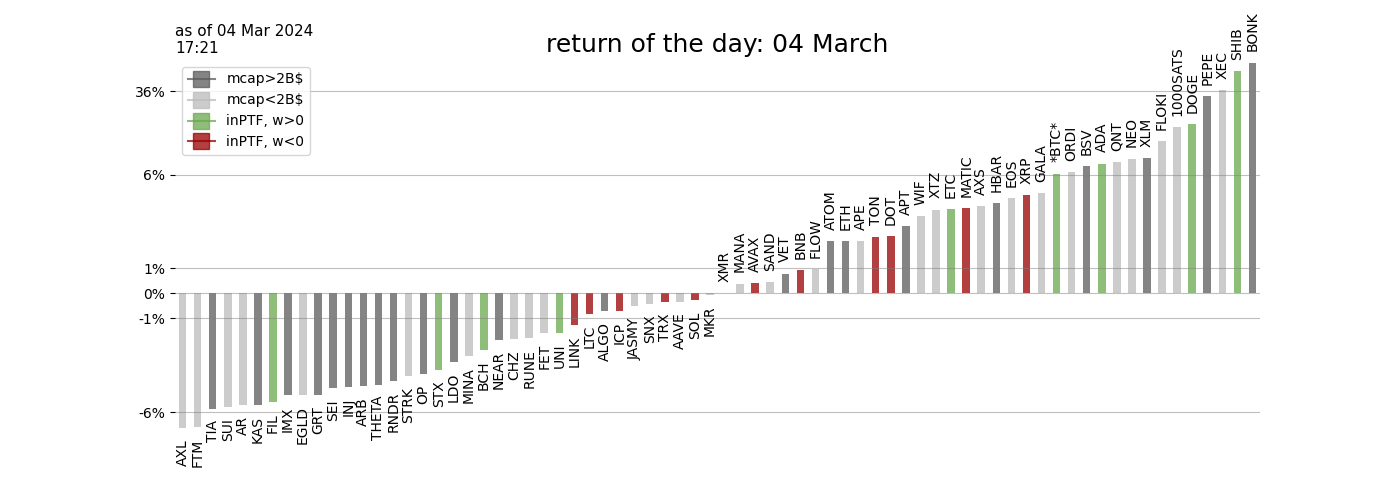 as of 04 Mar 2024
17:21
return of the day: 04 March
mcap>2B$
mcap<2B$
inPTF, w>0
inPTF, w<0
36%
6%
1%
0%
-1%
-6%
AXL
FTM
TIA
SUI
AR
KAS
FIL
IMX
EGLD
GRT
SEI
INJ
ARB
THETA
RNDR
STRK
OP
STX
LDO
MINA
BCH
NEAR
CHZ
RUNE
FET
UNI
LINK
LTC
ALGO
ICP
JASMY
SNX
TRX
AAVE
SOL
MKR
XMR
MANA
AVAX
SAND
VET
BNB
FLOW
ATOM
ETH
APE
TON
DOT
APT
WIF
XTZ
ETC
MATIC
AXS
HBAR
EOS
XRP
GALA
*BTC*
ORDI
BSV
ADA
QNT
NEO
XLM
FLOKI
1000SATS
DOGE
PEPE
XEC
SHIB
BONK